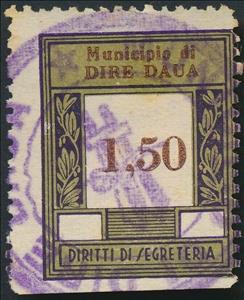 Municipio di
DIRE DAUA
1,50
DIRITTI DI SEGRETERIA